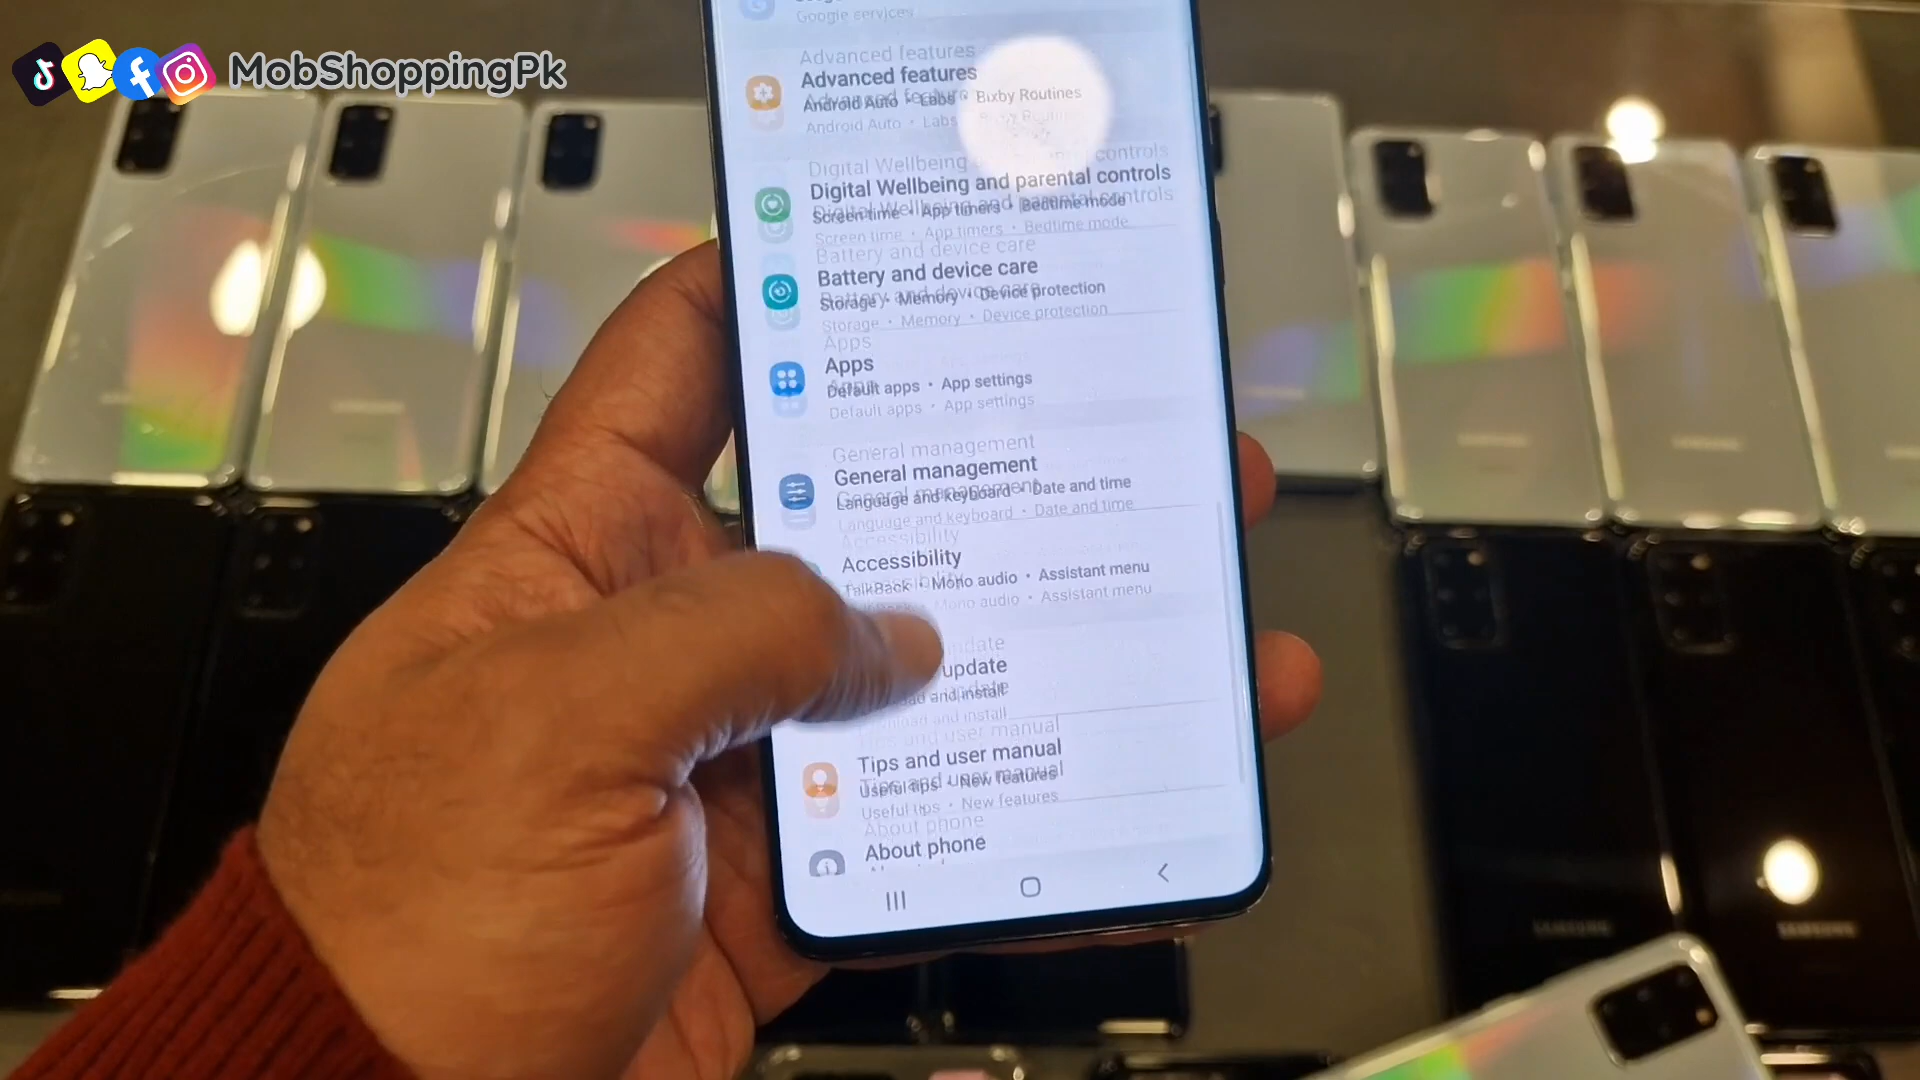 MobShoppingPk
Google services
Advanced features
Android Auto • Labs • Bixby Routines
Digital Wellbeing and parental controls
Screen time • App timers • Bedtime mode
Battery and device care
Storage • Memory • Device protection
Apps
Default apps • App settings
General management
Language and keyboard • Date and time
Accessibility
TalkBack • Mono audio • Assistant menu
update
and install
Tips and user manual
Useful tips • New features
About phone
SAMSUNG
SAMSUNG